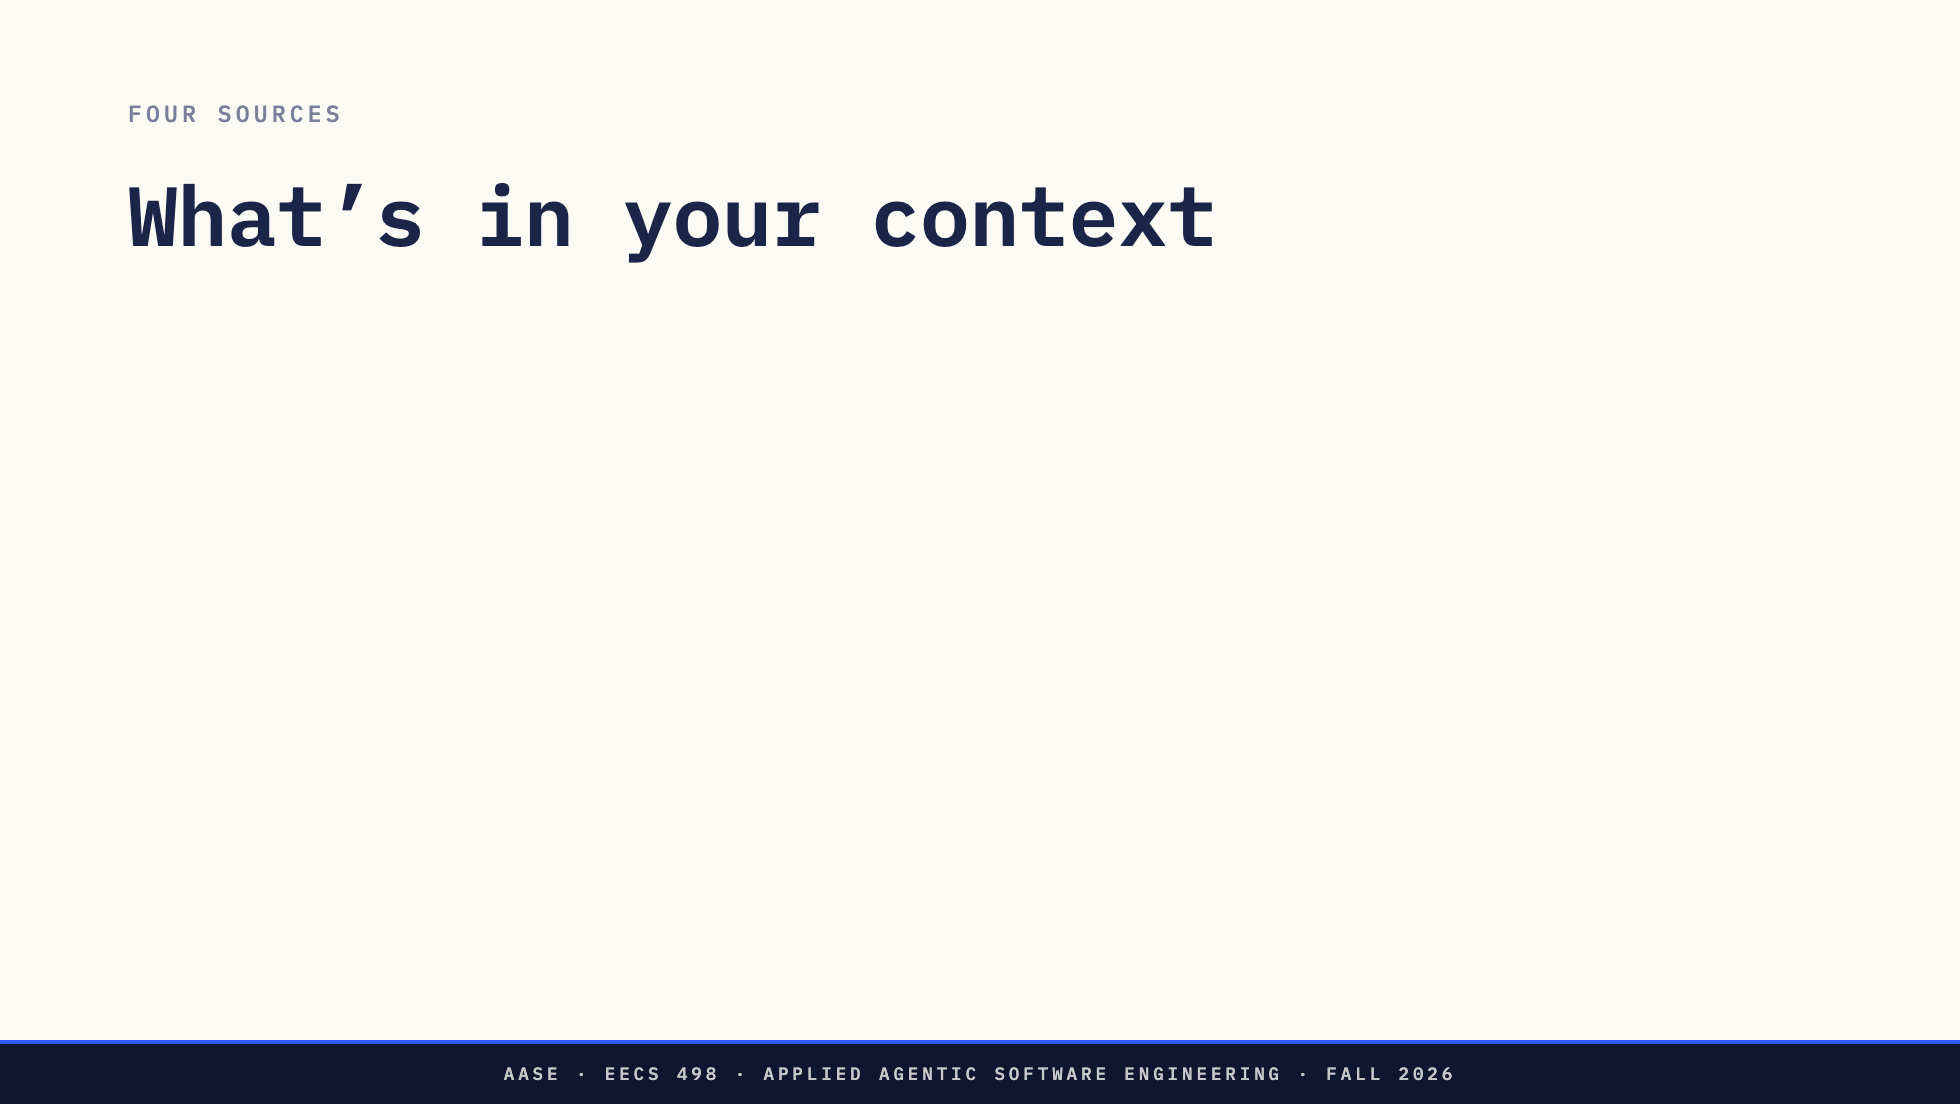 FOUR SOURCES
What’s in your context
AASE · EECS 498 · APPLIED AGENTIC SOFTWARE ENGINEERING · FALL 2026